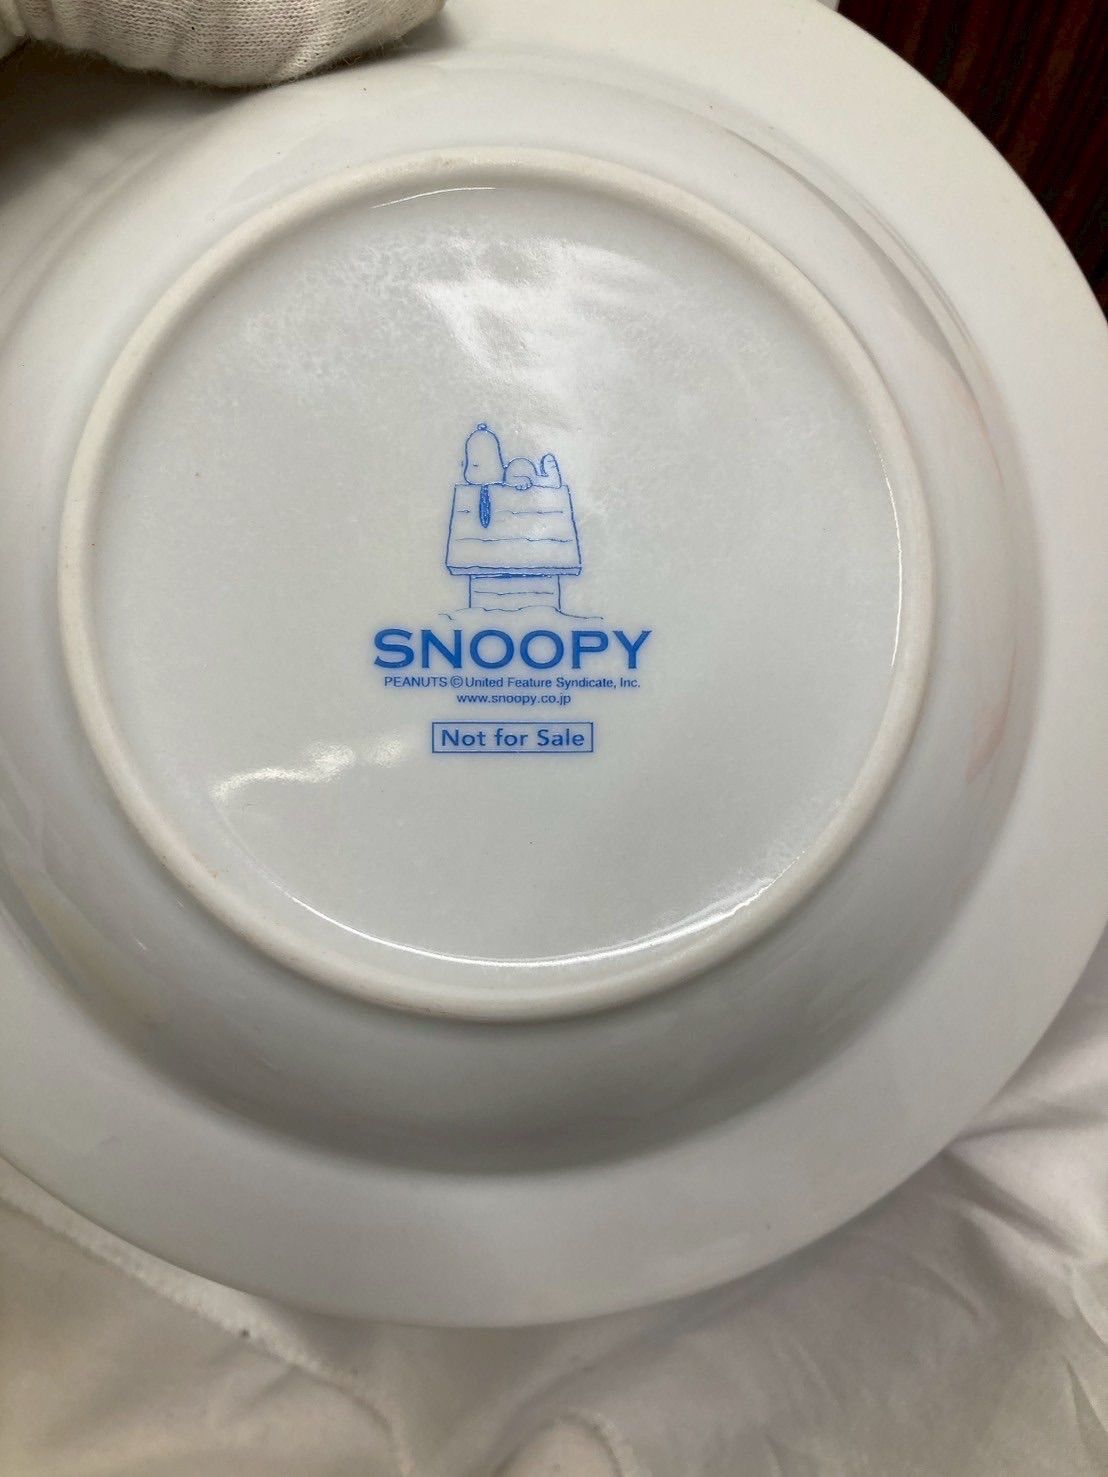 SNOOPY
PEANUTS © United Feature Syndicate, Inc.
www.snoopy.co.jp
Not for Sale